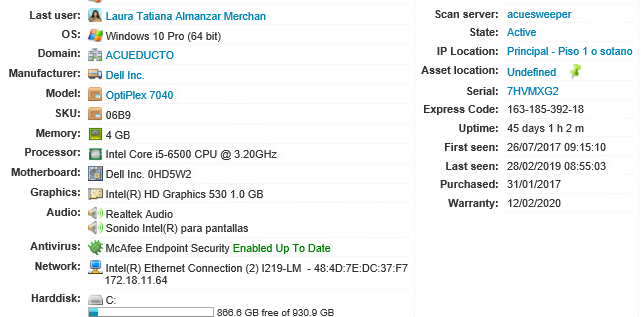 Last user: Laura Tatiana Almanzar Merchan
OS: Windows 10 Pro (64 bit)
Domain: ACUEDUCTO
Manufacturer: Dell Inc.
Model: OptiPlex 7040
SKU: 06B9
Memory: 4 GB
Processor: Intel Core i5-6500 CPU @ 3.20GHz
Motherboard: Dell Inc. 0HD5W2
Graphics: Intel(R) HD Graphics 530 1.0 GB
Audio: Realtek Audio
Sonido Intel(R) para pantallas
Antivirus: McAfee Endpoint Security Enabled Up To Date
Network: Intel(R) Ethernet Connection (2) I219-LM - 48:4D:7E:DC:37:F7
172.18.11.64
Harddisk: C:
866.6 GB free of 930.9 GB
Scan server: acuesweeper
State: Active
IP Location: Principal - Piso 1 o sotano
Asset location: Undefined
Serial: 7HVMXG2
Express Code: 163-185-392-18
Uptime: 45 days 1 h 2 m
First seen: 26/07/2017 09:15:10
Last seen: 28/02/2019 08:55:03
Purchased: 31/01/2017
Warranty: 12/02/2020